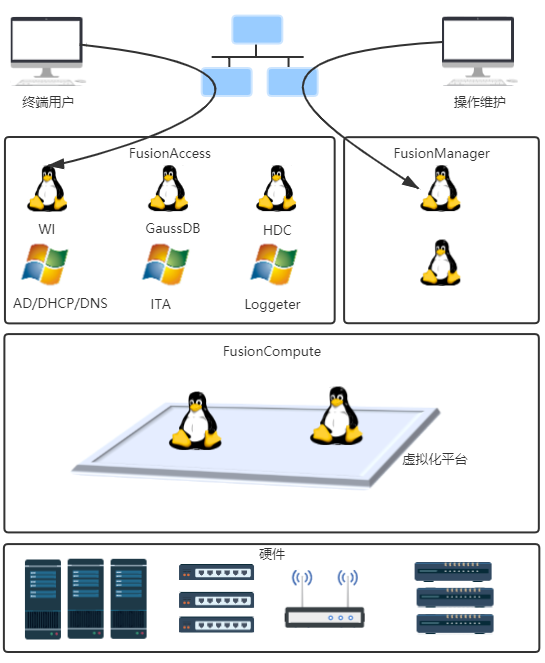 终端用户
操作维护
FusionAccess
FusionManager
WI
GaussDB
HDC
AD/DHCP/DNS
ITA
Loggeter
FusionCompute
虚拟化平台
硬件